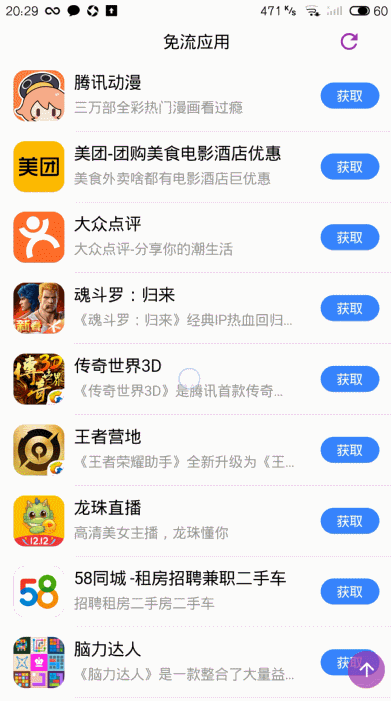 20:29 471 K/s 60
免流应用
腾讯动漫
三万部全彩热门漫画看过瘾
获取
美团
美团-团购美食电影酒店优惠
美食外卖啥都有电影酒店巨优惠
获取
大众点评
大众点评-分享你的潮生活
获取
魂斗罗：归来
《魂斗罗：归来》经典IP热血回归...
获取
传奇世界3D
《传奇世界3D》是腾讯首款传奇...
获取
王者营地
《王者荣耀助手》全新升级为《王...
获取
12.12
龙珠直播
高清美女主播，龙珠懂你
获取
58
58同城 -租房招聘兼职二手车
招聘租房二手房二手车
获取
脑力达人
《脑力达人》是一款整合了大量益...
获取